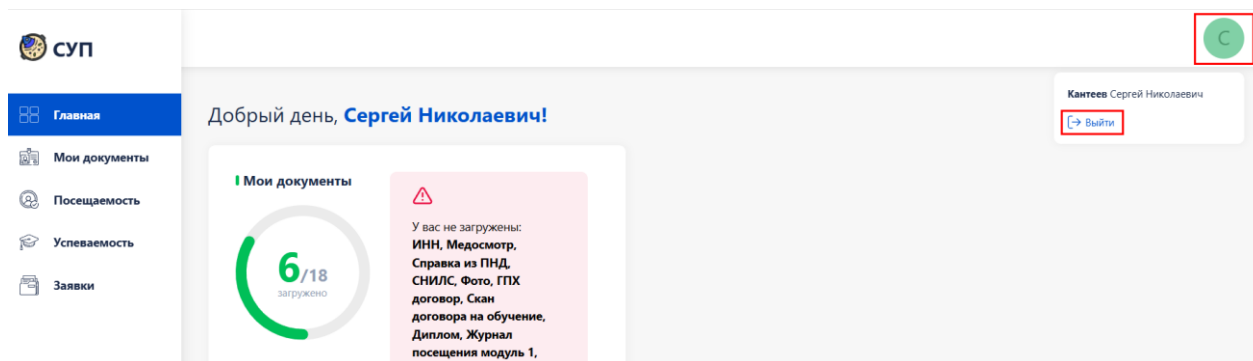 СУП
С
Кантеев Сергей Николаевич
Выйти
Главная
Мои документы
Посещаемость
Успеваемость
Заявки
Добрый день, Сергей Николаевич!
Мои документы
6/18
загружено
У вас не загружены:
ИНН, Медосмотр,
Справка из ПНД,
СНИЛС, Фото, ГПХ
договор, Скан
договора на обучение,
Диплом, Журнал
посещения модуль 1,